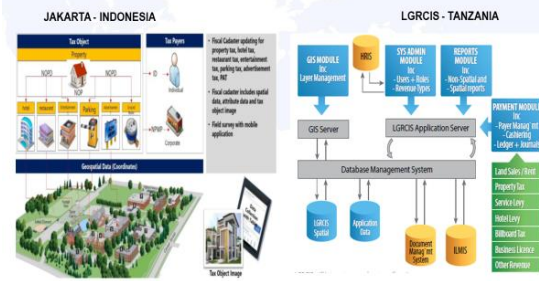 JAKARTA - INDONESIA
Tax Object
Property
NOPD
NOPD
Parking
Geospatial Data (Coordinates)
Tax Payers
ID
Individual
NPWP
Corporate
• Fiscal Cadaster updating for
property tax, hotel tax,
restaurant tax, entertainment
tax, parking tax, advertisement
tax, PAT
• Fiscal cadaster includes spatial
data, attribute data and tax
object image
• Field survey with mobile
application
Tax Object Image
LGRCIS - TANZANIA
GIS MODULE
Inc
Layer Management
HRIS
SYS ADMIN
MODULE
Inc
- Users + Roles
- Revenue Types
REPORTS
MODULE
Inc
- Non-Spatial and
- Spatial reports
PAYMENT MODULE
Inc
- Payer Manag'mt
- Cashiering
- Ledger + Journals
GIS Server
LGRCIS Application Server
Database Management System
LGRCIS
Spatial
Application
Data
Document
Manag'mt
System
ILMIS
Land Sales / Rent
Property Tax
Service Levy
Hotel Levy
Billboard Tax
Business Licence
Other Revenue